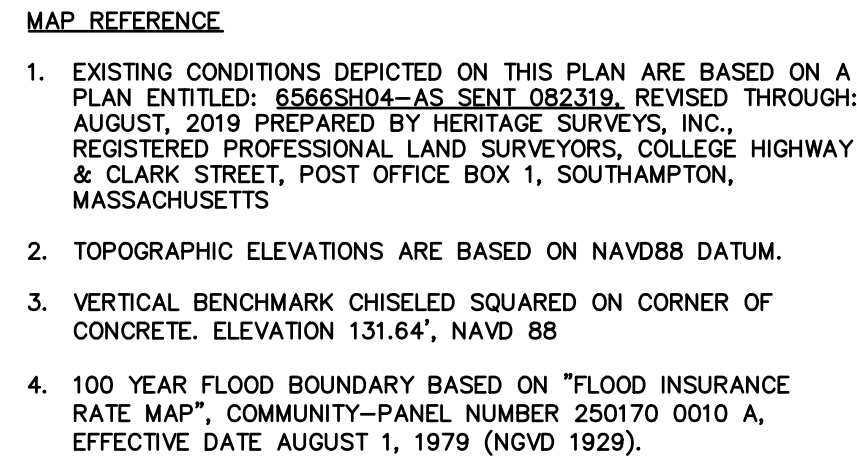 MAP REFERENCE
1. EXISTING CONDITIONS DEPICTED ON THIS PLAN ARE BASED ON A
PLAN ENTITLED: 6566SH04-AS SENT 082319, REVISED THROUGH:
AUGUST, 2019 PREPARED BY HERITAGE SURVEYS, INC.,
REGISTERED PROFESSIONAL LAND SURVEYORS, COLLEGE HIGHWAY
& CLARK STREET, POST OFFICE BOX 1, SOUTHAMPTON,
MASSACHUSETTS
2. TOPOGRAPHIC ELEVATIONS ARE BASED ON NAVD88 DATUM.
3. VERTICAL BENCHMARK CHISELED SQUARED ON CORNER OF
CONCRETE. ELEVATION 131.64', NAVD 88
4. 100 YEAR FLOOD BOUNDARY BASED ON "FLOOD INSURANCE
RATE MAP", COMMUNITY-PANEL NUMBER 250170 0010 A,
EFFECTIVE DATE AUGUST 1, 1979 (NGVD 1929).